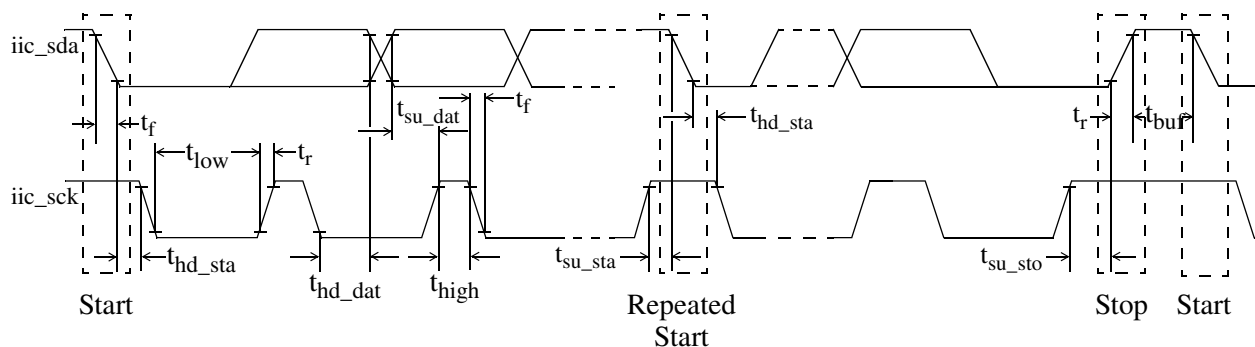 iic_sda
t_f
t_su_dat
t_f
t_hd_sta
t_r
t_buf
t_low
t_r
iic_sck
t_hd_sta
t_hd_dat
t_high
t_su_sta
t_su_sto
Start
Repeated
Start
Stop
Start